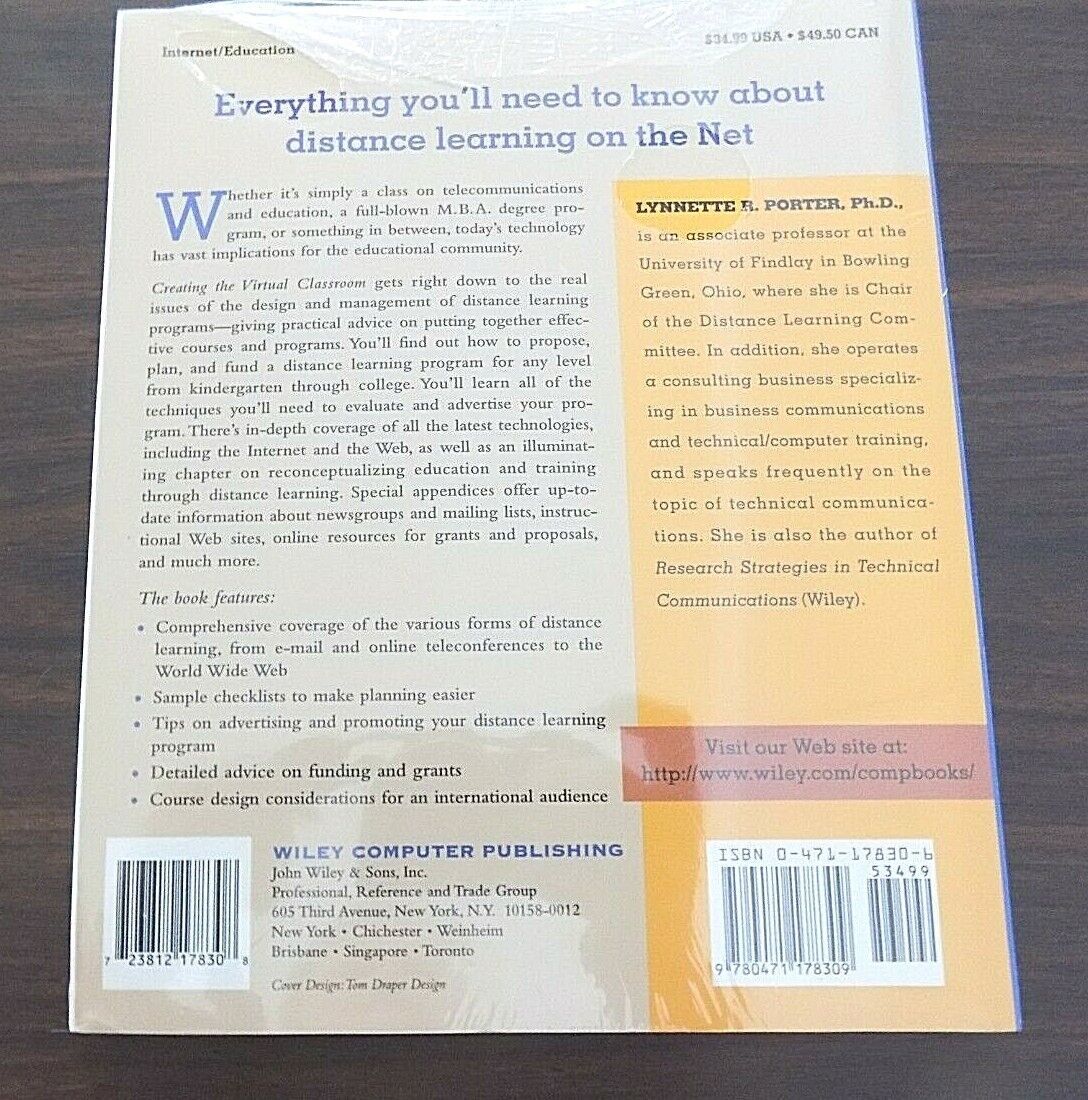 Internet/Education
$34.99 USA • $49.50 CAN
Everything you'll need to know about
distance learning on the Net
Whether it's simply a class on telecommunications
and education, a full-blown M.B.A. degree pro-
gram, or something in between, today's technology
has vast implications for the educational community.
Creating the Virtual Classroom gets right down to the real
issues of the design and management of distance learning
programs—giving practical advice on putting together effec-
tive courses and programs. You'll find out how to propose,
plan, and fund a distance learning program for any level
from kindergarten through college. You'll learn all of the
techniques you'll need to evaluate and advertise your pro-
gram. There's in-depth coverage of all the latest technologies,
including the Internet and the Web, as well as an illuminat-
ing chapter on reconceptualizing education and training
through distance learning. Special appendices offer up-to-
date information about newsgroups and mailing lists, instruc-
tional Web sites, online resources for grants and proposals,
and much more.
The book features:
• Comprehensive coverage of the various forms of distance
learning, from e-mail and online teleconferences to the
World Wide Web
• Sample checklists to make planning easier
• Tips on advertising and promoting your distance learning
program
• Detailed advice on funding and grants
• Course design considerations for an international audience
LYNNETTE R. PORTER, Ph.D.,
is an associate professor at the
University of Findlay in Bowling
Green, Ohio, where she is Chair
of the Distance Learning Com-
mittee. In addition, she operates
a consulting business specializ-
ing in business communications
and technical/computer training,
and speaks frequently on the
topic of technical communica-
tions. She is also the author of
Research Strategies in Technical
Communications (Wiley).
Visit our Web site at:
http://www.wiley.com/compbooks/
7 23812 17830 8
WILEY COMPUTER PUBLISHING
John Wiley & Sons, Inc.
Professional, Reference and Trade Group
605 Third Avenue, New York, N.Y. 10158-0012
New York • Chichester • Weinheim
Brisbane • Singapore • Toronto
Cover Design: Tom Draper Design
ISBN 0-471-17830-6
53499
9 780471 178309